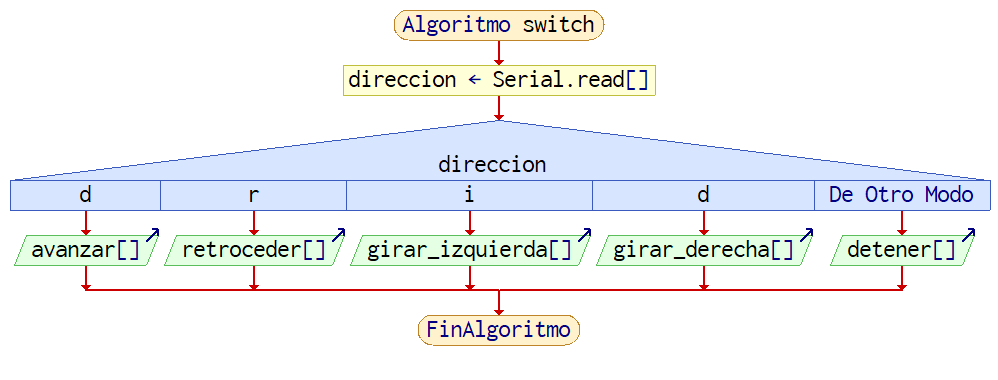 Algoritmo switch
direccion ← Serial.read[]
direccion
d r i d De Otro Modo
avanzar[] retroceder[] girar_izquierda[] girar_derecha[] detener[]
FinAlgoritmo